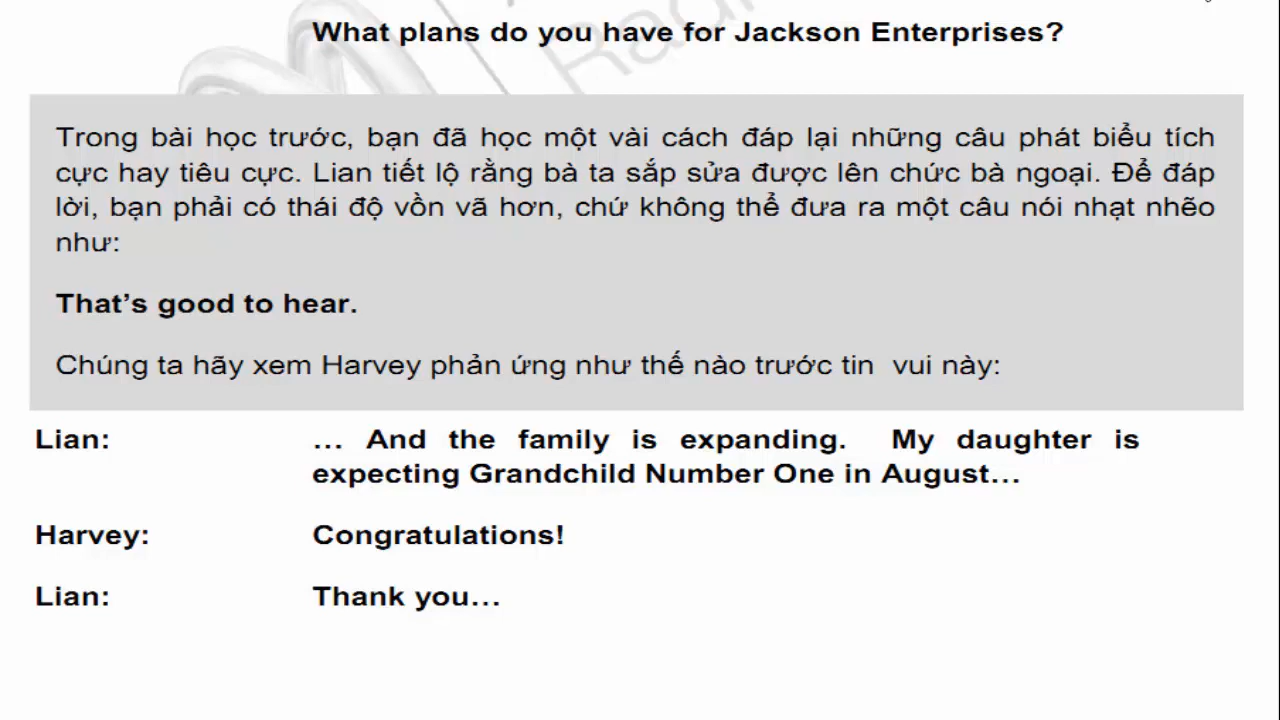 What plans do you have for Jackson Enterprises?
Trong bài học trước, bạn đã học một vài cách đáp lại những câu phát biểu tích
cực hay tiêu cực. Lian tiết lộ rằng bà ta sắp sửa được lên chức bà ngoại. Để đáp
lời, bạn phải có thái độ vồn vã hơn, chứ không thể đưa ra một câu nói nhạt nhẽo
như:
That’s good to hear.
Chúng ta hãy xem Harvey phản ứng như thế nào trước tin  vui này:
Lian: … And the family is expanding.  My daughter is
expecting Grandchild Number One in August…
Harvey: Congratulations!
Lian: Thank you…